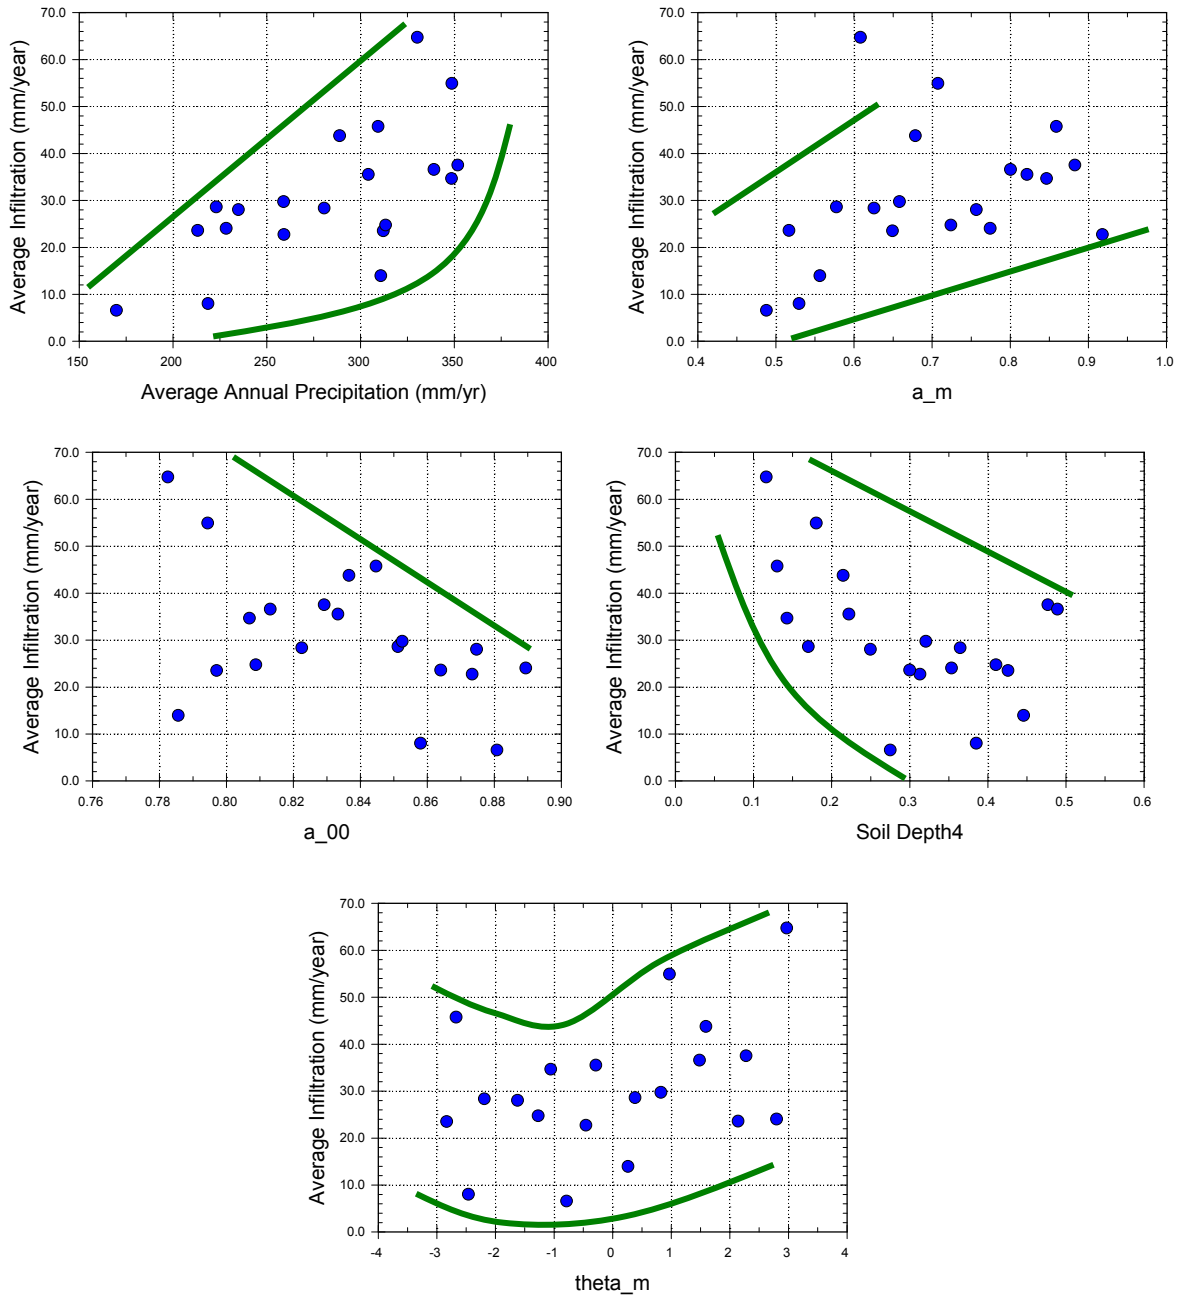 70.0
60.0
50.0
40.0
30.0
20.0
10.0
0.0
Average Infiltration (mm/year)
150 200 250 300 350 400
Average Annual Precipitation (mm/yr)
70.0
60.0
50.0
40.0
30.0
20.0
10.0
0.0
Average Infiltration (mm/year)
0.4 0.5 0.6 0.7 0.8 0.9 1.0
a_m
70.0
60.0
50.0
40.0
30.0
20.0
10.0
0.0
Average Infiltration (mm/year)
0.76 0.78 0.80 0.82 0.84 0.86 0.88 0.90
a_00
70.0
60.0
50.0
40.0
30.0
20.0
10.0
0.0
Average Infiltration (mm/year)
0.0 0.1 0.2 0.3 0.4 0.5 0.6
Soil Depth4
70.0
60.0
50.0
40.0
30.0
20.0
10.0
0.0
Average Infiltration (mm/year)
-4 -3 -2 -1 0 1 2 3 4
theta_m